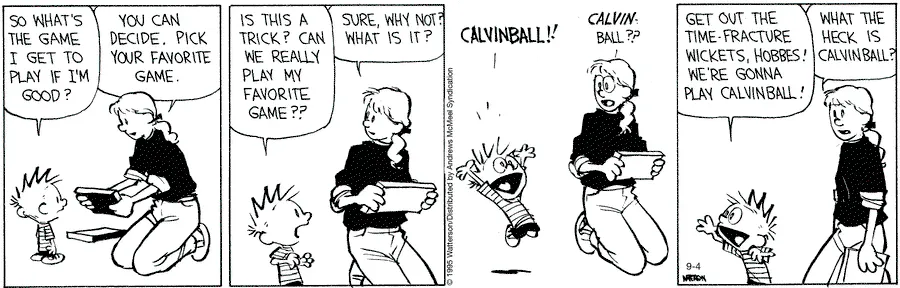 SO WHAT'S
THE GAME
I GET TO
PLAY IF I'M
GOOD?
YOU CAN
DECIDE. PICK
YOUR FAVORITE
GAME.
IS THIS A
TRICK? CAN
WE REALLY
PLAY MY
FAVORITE
GAME??
SURE, WHY NOT?
WHAT IS IT?
© 1995 Watterson/Distributed by Andrews McMeel Syndication
CALVINBALL!!
CALVIN-
BALL??
GET OUT THE
TIME-FRACTURE
WICKETS, HOBBES!
WE'RE GONNA
PLAY CALVINBALL!
WHAT THE
HECK IS
CALVINBALL?
9-4
WATTERSON